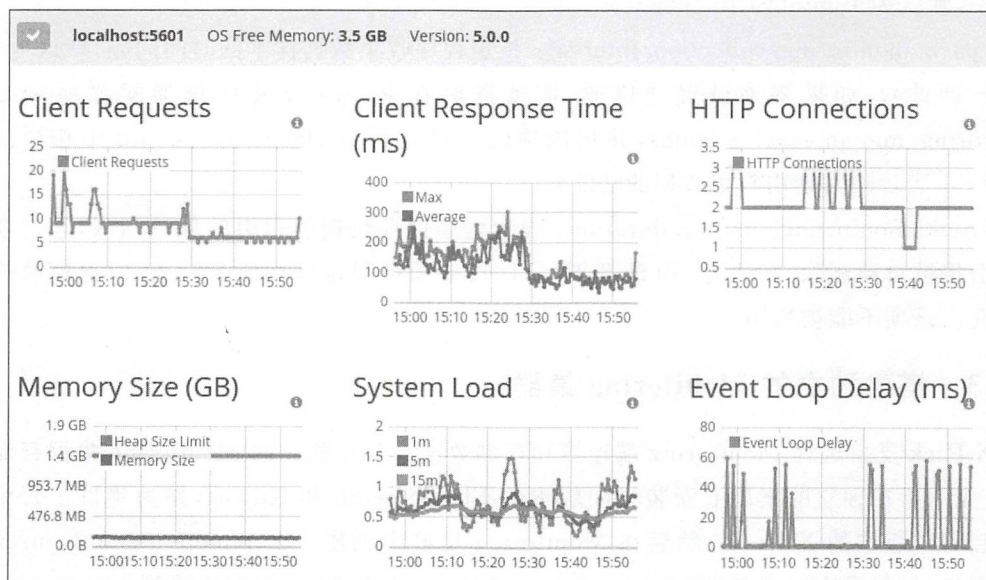 localhost:5601 OS Free Memory: 3.5 GB Version: 5.0.0
Client Requests
25
20
15
10
5
0
Client Requests
15:00 15:10 15:20 15:30 15:40 15:50
Client Response Time
(ms)
400
300
200
100
0
Max
Average
15:00 15:10 15:20 15:30 15:40 15:50
HTTP Connections
3.5
3
2.5
2
1.5
1
0.5
HTTP Connections
15:00 15:10 15:20 15:30 15:40 15:50
Memory Size (GB)
1.9 GB
1.4 GB
953.7 MB
476.8 MB
0.0 B
Heap Size Limit
Memory Size
15:0015:1015:2015:3015:4015:50
System Load
2
1.5
1
0.5
0
1m
5m
15m
15:00 15:10 15:20 15:30 15:40 15:50
Event Loop Delay (ms)
80
60
40
20
0
Event Loop Delay
15:00 15:10 15:20 15:30 15:40 15:50